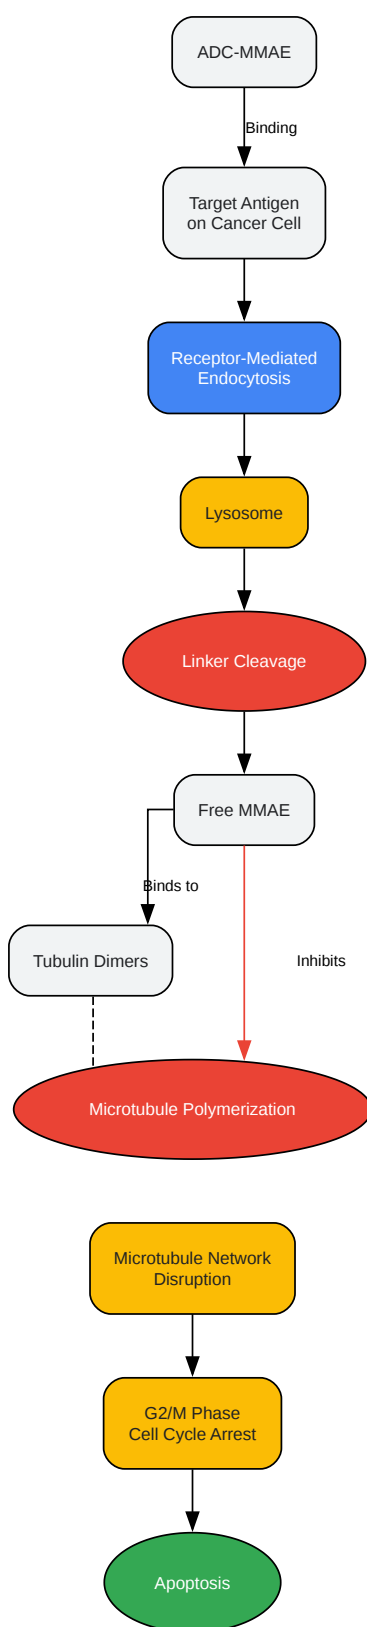 ADC-MMAE
Binding
Target Antigen
on Cancer Cell
Receptor-Mediated
Endocytosis
Lysosome
Linker Cleavage
Free MMAE
Binds to
Tubulin Dimers
Inhibits
Microtubule Polymerization
Microtubule Network
Disruption
G2/M Phase
Cell Cycle Arrest
Apoptosis